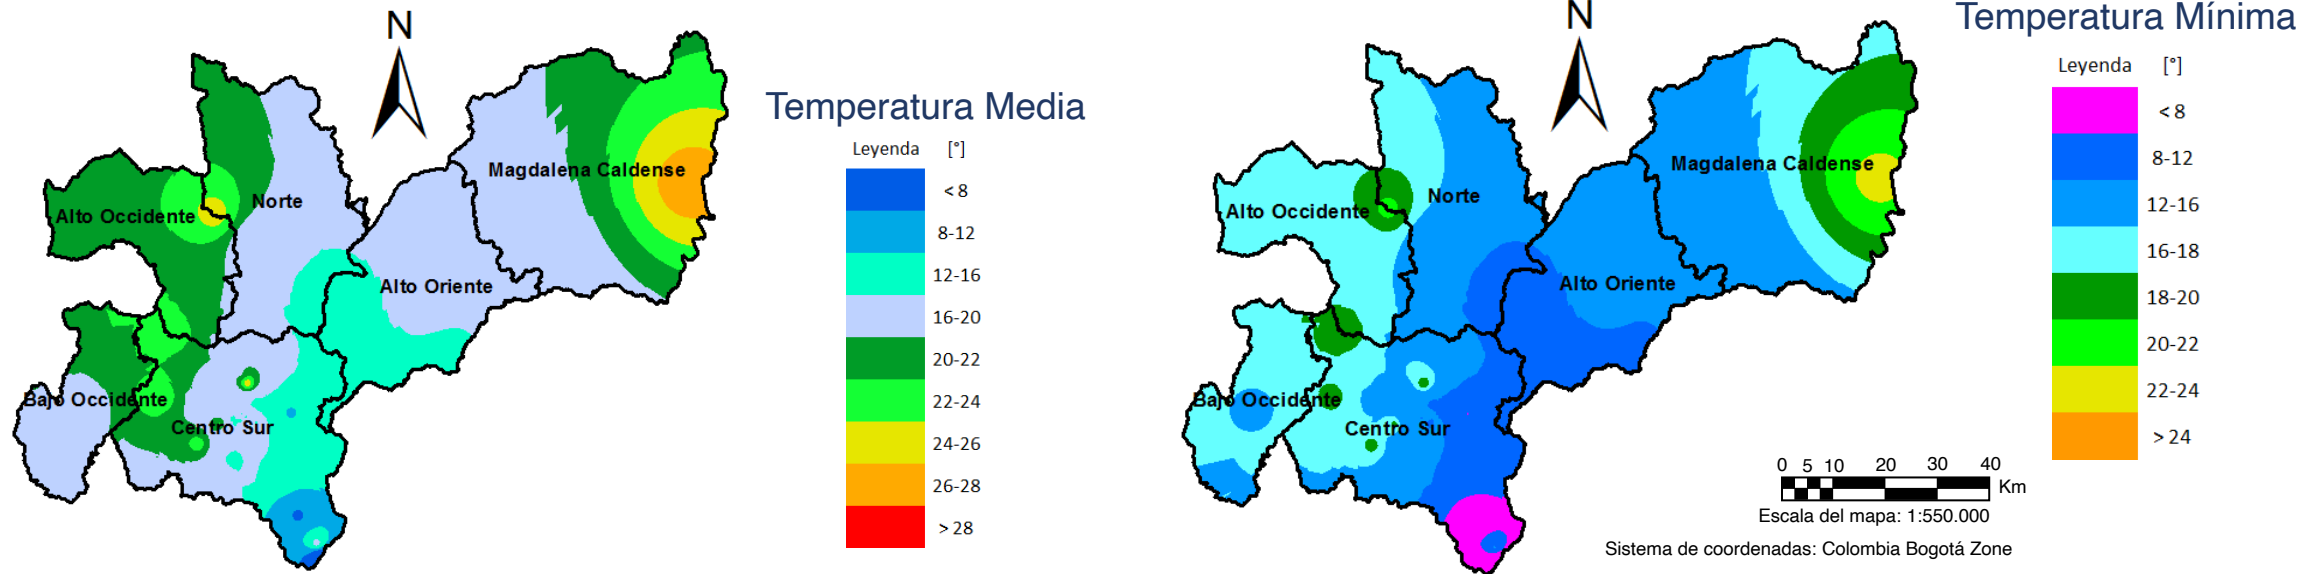 N
Temperatura Media
Leyenda [°]
< 8
8-12
12-16
16-20
20-22
22-24
24-26
26-28
> 28
Magdalena Caldense
Norte
Alto Occidente
Alto Oriente
Bajo Occidente
Centro Sur
N
Temperatura Mínima
Leyenda [°]
< 8
8-12
12-16
16-18
18-20
20-22
22-24
> 24
Magdalena Caldense
Norte
Alto Occidente
Alto Oriente
Bajo Occidente
Centro Sur
0 5 10 20 30 40
Km
Escala del mapa: 1:550.000
Sistema de coordenadas: Colombia Bogotá Zone